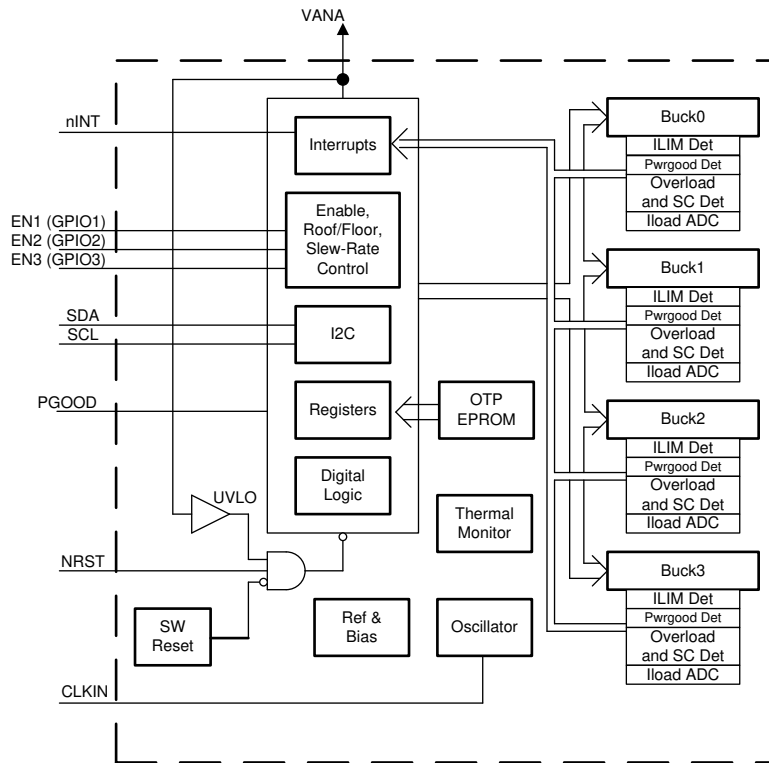 VANA
nINT
Interrupts
EN1 (GPIO1)
EN2 (GPIO2)
EN3 (GPIO3)
Enable,
Roof/Floor,
Slew-Rate
Control
SDA
SCL
I2C
PGOOD
Registers
OTP
EPROM
Digital
Logic
UVLO
Thermal
Monitor
NRST
SW
Reset
Ref &
Bias
Oscillator
CLKIN
Buck0
ILIM Det
Pwrgood Det
Overload
and SC Det
Iload ADC
Buck1
ILIM Det
Pwrgood Det
Overload
and SC Det
Iload ADC
Buck2
ILIM Det
Pwrgood Det
Overload
and SC Det
Iload ADC
Buck3
ILIM Det
Pwrgood Det
Overload
and SC Det
Iload ADC